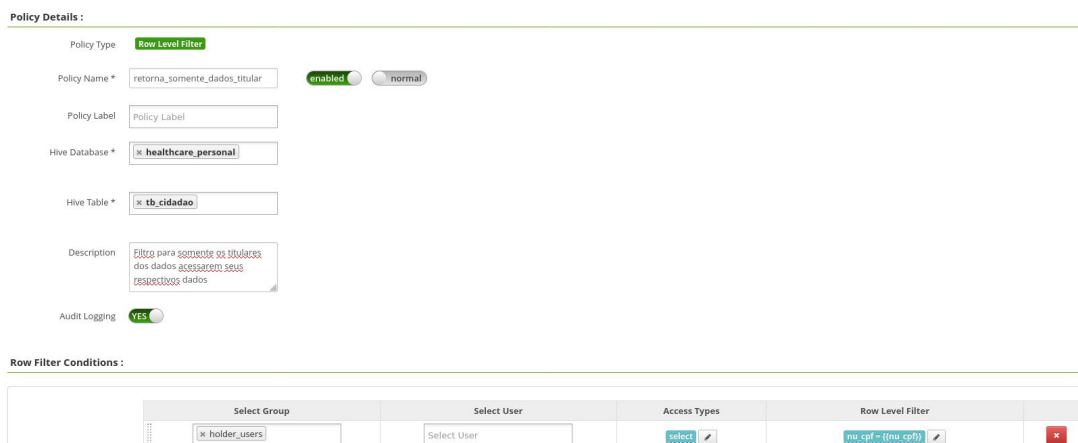 Policy Details :
Policy Type Row Level Filter
Policy Name * retorna_somente_dados_titular enabled normal
Policy Label Policy Label
Hive Database * × healthcare_personal
Hive Table * × tb_cidadao
Description Filtro para somente os titulares
dos dados acessarem seus
respectivos dados
Audit Logging YES
Row Filter Conditions :
Select Group Select User Access Types Row Level Filter
× holder_users Select User select nu_cpf = {{nu_cpf}}